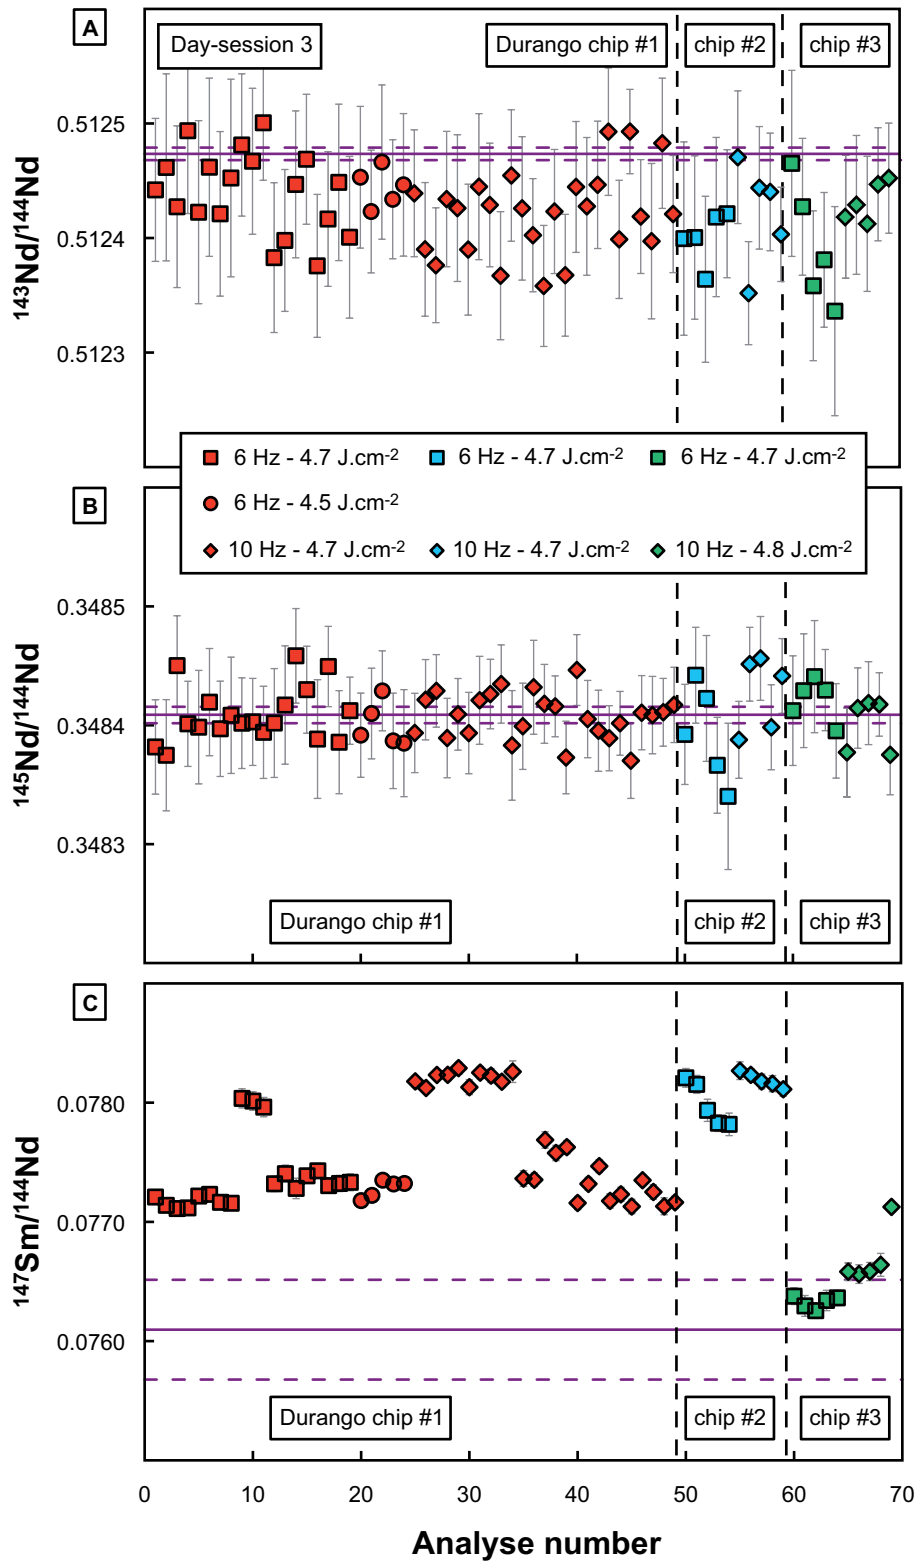 A
Day-session 3
Durango chip #1
chip #2
chip #3
0.5125
0.5124
0.5123
¹⁴³Nd/¹⁴⁴Nd
6 Hz - 4.7 J.cm⁻²
6 Hz - 4.7 J.cm⁻²
6 Hz - 4.7 J.cm⁻²
6 Hz - 4.5 J.cm⁻²
10 Hz - 4.7 J.cm⁻²
10 Hz - 4.7 J.cm⁻²
10 Hz - 4.8 J.cm⁻²
B
0.3485
0.3484
0.3483
¹⁴⁵Nd/¹⁴⁴Nd
Durango chip #1
chip #2
chip #3
C
0.0780
0.0770
0.0760
¹⁴⁷Sm/¹⁴⁴Nd
Durango chip #1
chip #2
chip #3
0 10 20 30 40 50 60 70
Analyse number